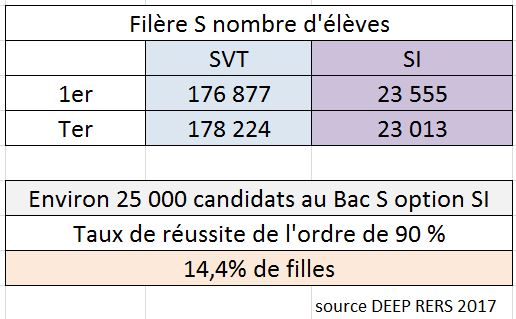 Filère S nombre d'élèves
SVT SI
1er 176 877 23 555
Ter 178 224 23 013
Environ 25 000 candidats au Bac S option SI
Taux de réussite de l'ordre de 90 %
14,4% de filles
source DEEP RERS 2017